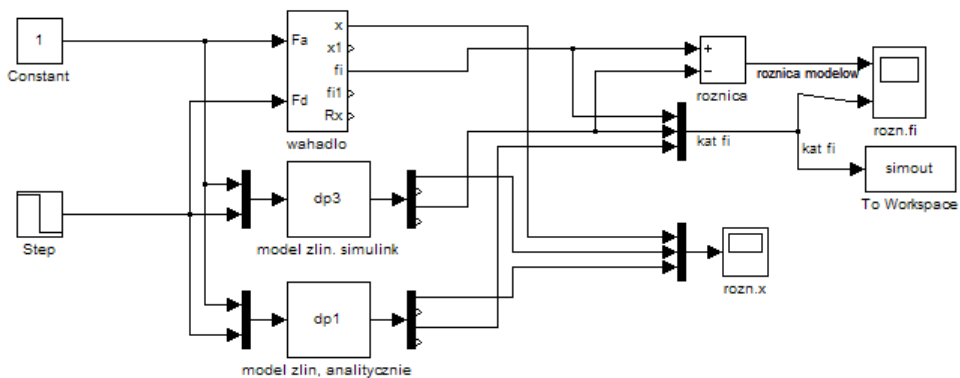 1
Constant
Fa
Fd
x
x1
fi
fi1
Rx
wahadlo
+
−
roznica
roznica modelow
rozn.fi
kat fi
kat fi
simout
To Workspace
Step
dp3
model zlin. simulink
rozn.x
dp1
model zlin, analitycznie